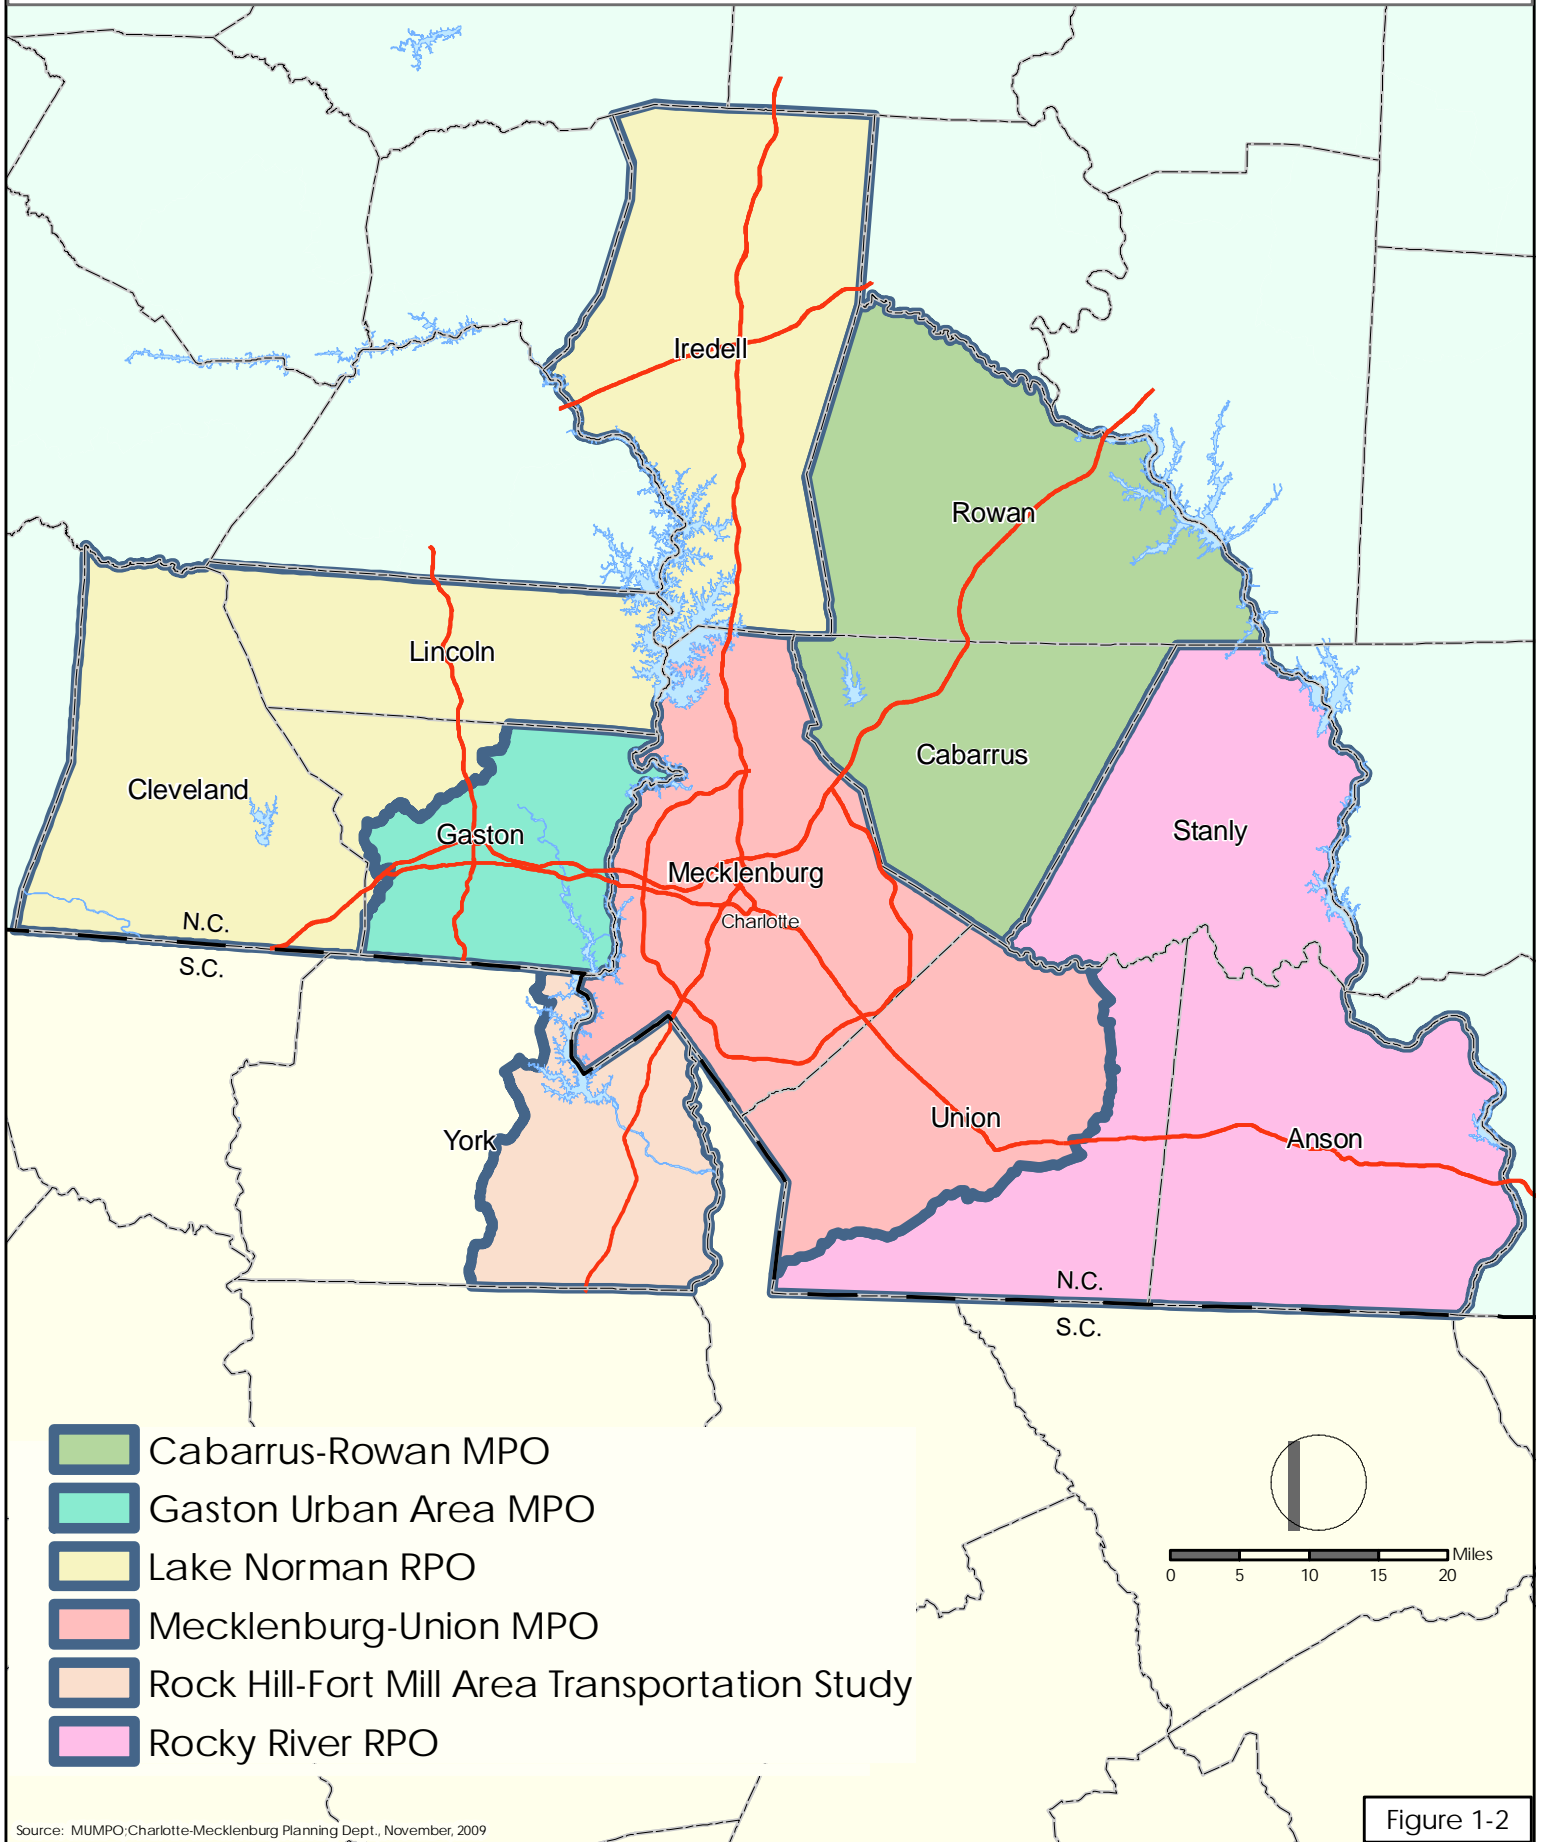 Iredell
Rowan
Lincoln
Cabarrus
Cleveland
Stanly
Gaston
Mecklenburg
Charlotte
N.C.
S.C.
York
Union
Anson
N.C.
S.C.
Cabarrus-Rowan MPO
Gaston Urban Area MPO
Lake Norman RPO
Mecklenburg-Union MPO
Rock Hill-Fort Mill Area Transportation Study
Rocky River RPO
Miles
0 5 10 15 20
Figure 1-2
Source: MUMPO;Charlotte-Mecklenburg Planning Dept., November, 2009